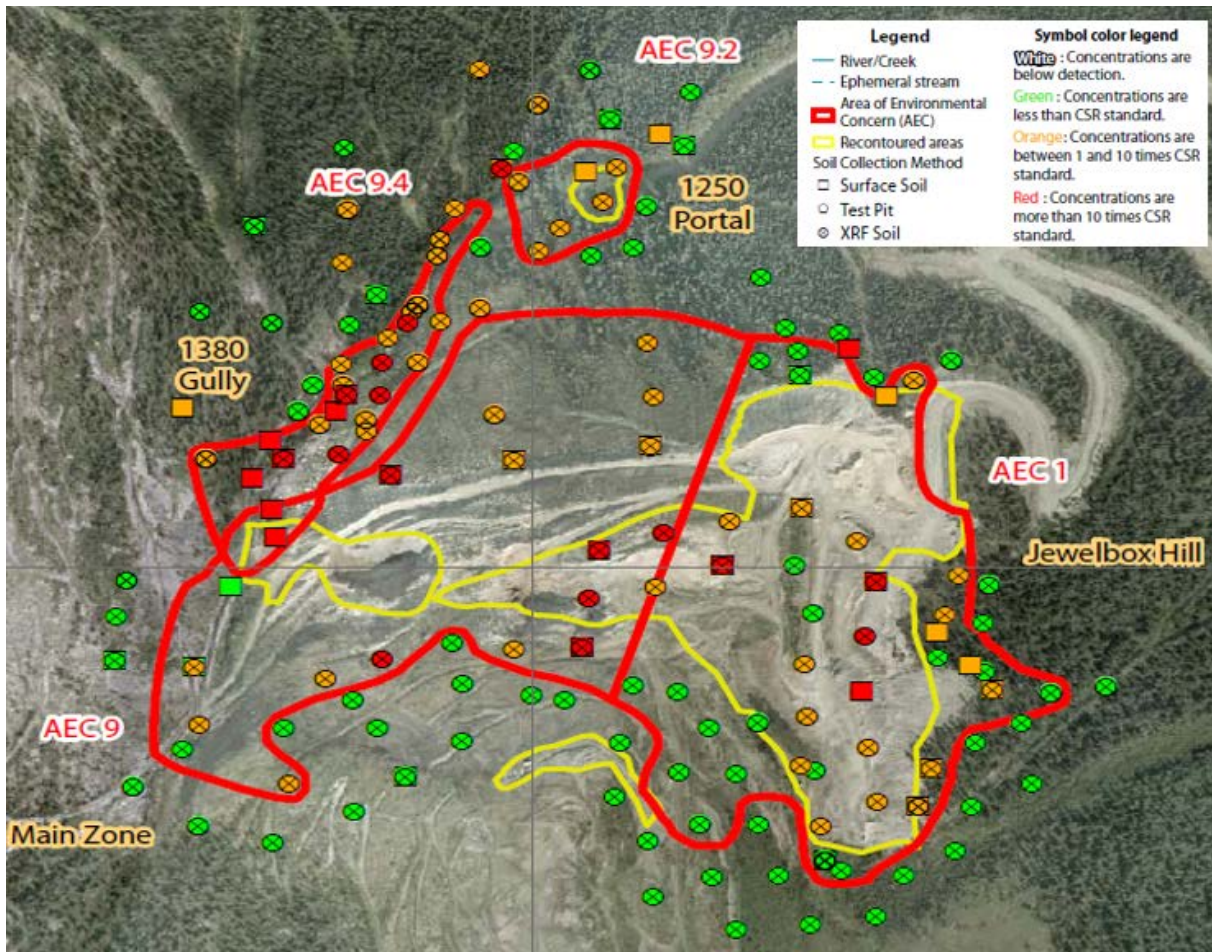 AEC 9.2
AEC 9.4
1250
Portal
1380
Gully
AEC 1
Jewelbox Hill
AEC 9
Main Zone
Legend
River/Creek
Ephemeral stream
Area of Environmental
Concern (AEC)
Recontoured areas
Soil Collection Method
Surface Soil
Test Pit
XRF Soil
Symbol color legend
White : Concentrations are
below detection.
Green : Concentrations are
less than CSR standard.
Orange: Concentrations are
between 1 and 10 times CSR
standard.
Red : Concentrations are
more than 10 times CSR
standard.